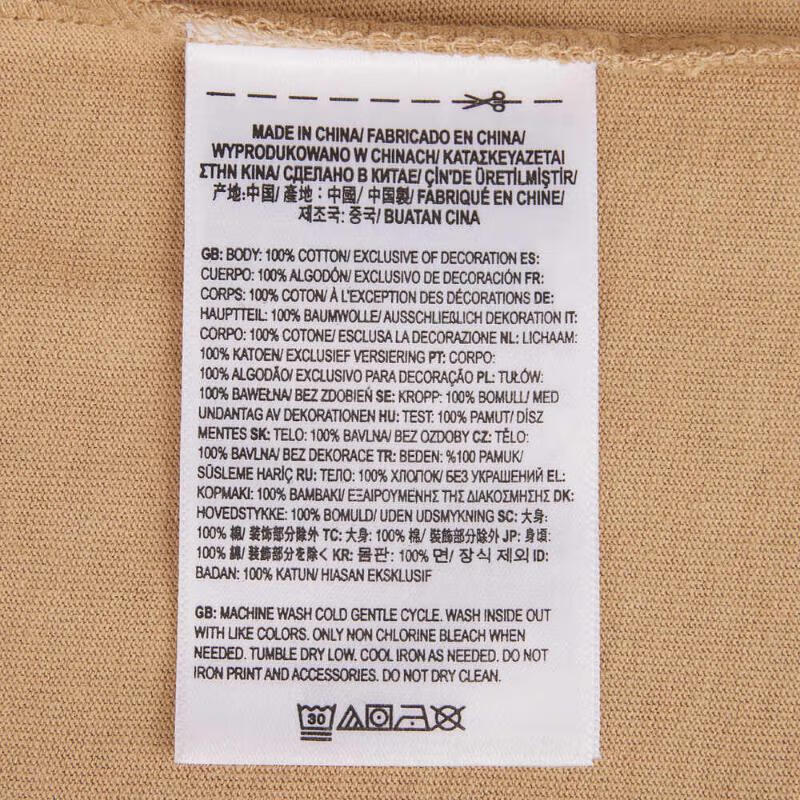 MADE IN CHINA/ FABRICADO EN CHINA/
WYPRODUKOWANO W CHINACH/ ΚΑΤΑΣΚΕΥΑΖΕΤΑΙ
ΣΤΗΝ ΚΙΝΑ/ СДЕЛАНО В КИТАЕ/ ÇİN'DE ÜRETİLMİŞTİR/
产地:中国/ 產地：中國/ 中国製/ FABRIQUÉ EN CHINE/
제조국: 중국/ BUATAN CINA
GB: BODY: 100% COTTON/ EXCLUSIVE OF DECORATION ES:
CUERPO: 100% ALGODÓN/ EXCLUSIVO DE DECORACIÓN FR:
CORPS: 100% COTON/ À L'EXCEPTION DES DÉCORATIONS DE:
HAUPTTEIL: 100% BAUMWOLLE/ AUSSCHLIEßLICH DEKORATION IT:
CORPO: 100% COTONE/ ESCLUSA LA DECORAZIONE NL: LICHAAM:
100% KATOEN/ EXCLUSIEF VERSIERING PT: CORPO:
100% ALGODÃO/ EXCLUSIVO PARA DECORAÇÃO PL: TUŁÓW:
100% BAWEŁNA/ BEZ ZDOBIEŃ SE: KROPP: 100% BOMULL/ MED
UNDANTAG AV DEKORATIONEN HU: TEST: 100% PAMUT/ DÍSZ
MENTES SK: TELO: 100% BAVLNA/ BEZ OZDOBY CZ: TĚLO:
100% BAVLNA/ BEZ DEKORACE TR: BEDEN: %100 PAMUK/
SÜSLEME HARİÇ RU: ТЕЛО: 100% ХЛОПОК/ БЕЗ УКРАШЕНИЙ EL:
ΚΟΡΜΑΚΙ: 100% ΒΑΜΒΑΚΙ/ ΕΞΑΙΡΟΥΜΕΝΗΣ ΤΗΣ ΔΙΑΚΟΣΜΗΣΗΣ DK:
HOVEDSTYKKE: 100% BOMULD/ UDEN UDSMYKNING SC: 大身:
100% 棉/ 装饰部分除外 TC: 大身: 100% 棉/ 裝飾部分除外 JP: 身頃:
100% 綿/ 装飾部分を除く KR: 몸판: 100% 면/ 장식 제외 ID:
BADAN: 100% KATUN/ HIASAN EKSKLUSIF
GB: MACHINE WASH COLD GENTLE CYCLE. WASH INSIDE OUT
WITH LIKE COLORS. ONLY NON CHLORINE BLEACH WHEN
NEEDED. TUMBLE DRY LOW. COOL IRON AS NEEDED. DO NOT
IRON PRINT AND ACCESSORIES. DO NOT DRY CLEAN.
30